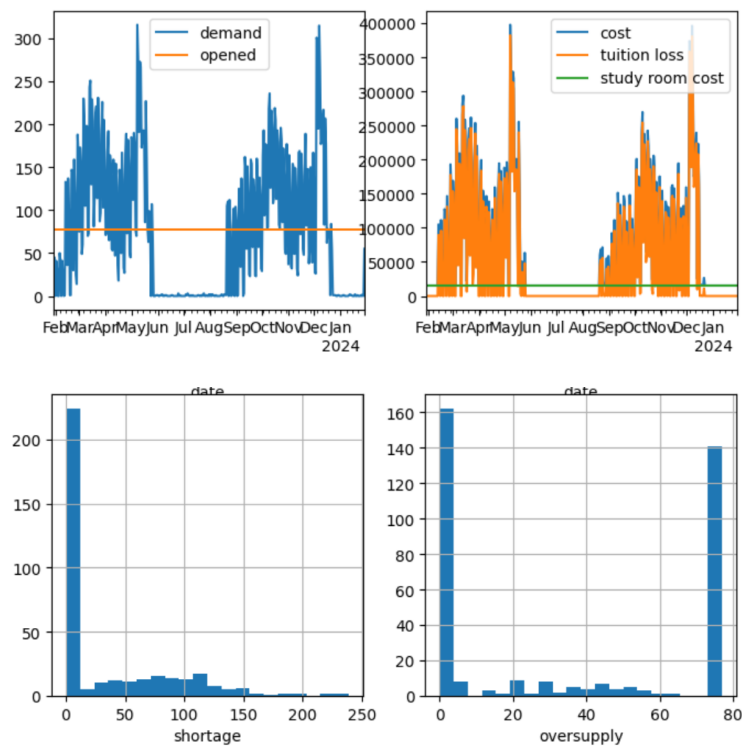 300
250
200
150
100
50
0
demand
opened
Feb Mar Apr May Jun Jul Aug Sep Oct Nov Dec Jan
2024
date
400000
350000
300000
250000
200000
150000
100000
50000
0
cost
tuition loss
study room cost
Feb Mar Apr May Jun Jul Aug Sep Oct Nov Dec Jan
2024
date
200
150
100
50
0
0 50 100 150 200 250
shortage
160
140
120
100
80
60
40
20
0
0 20 40 60 80
oversupply